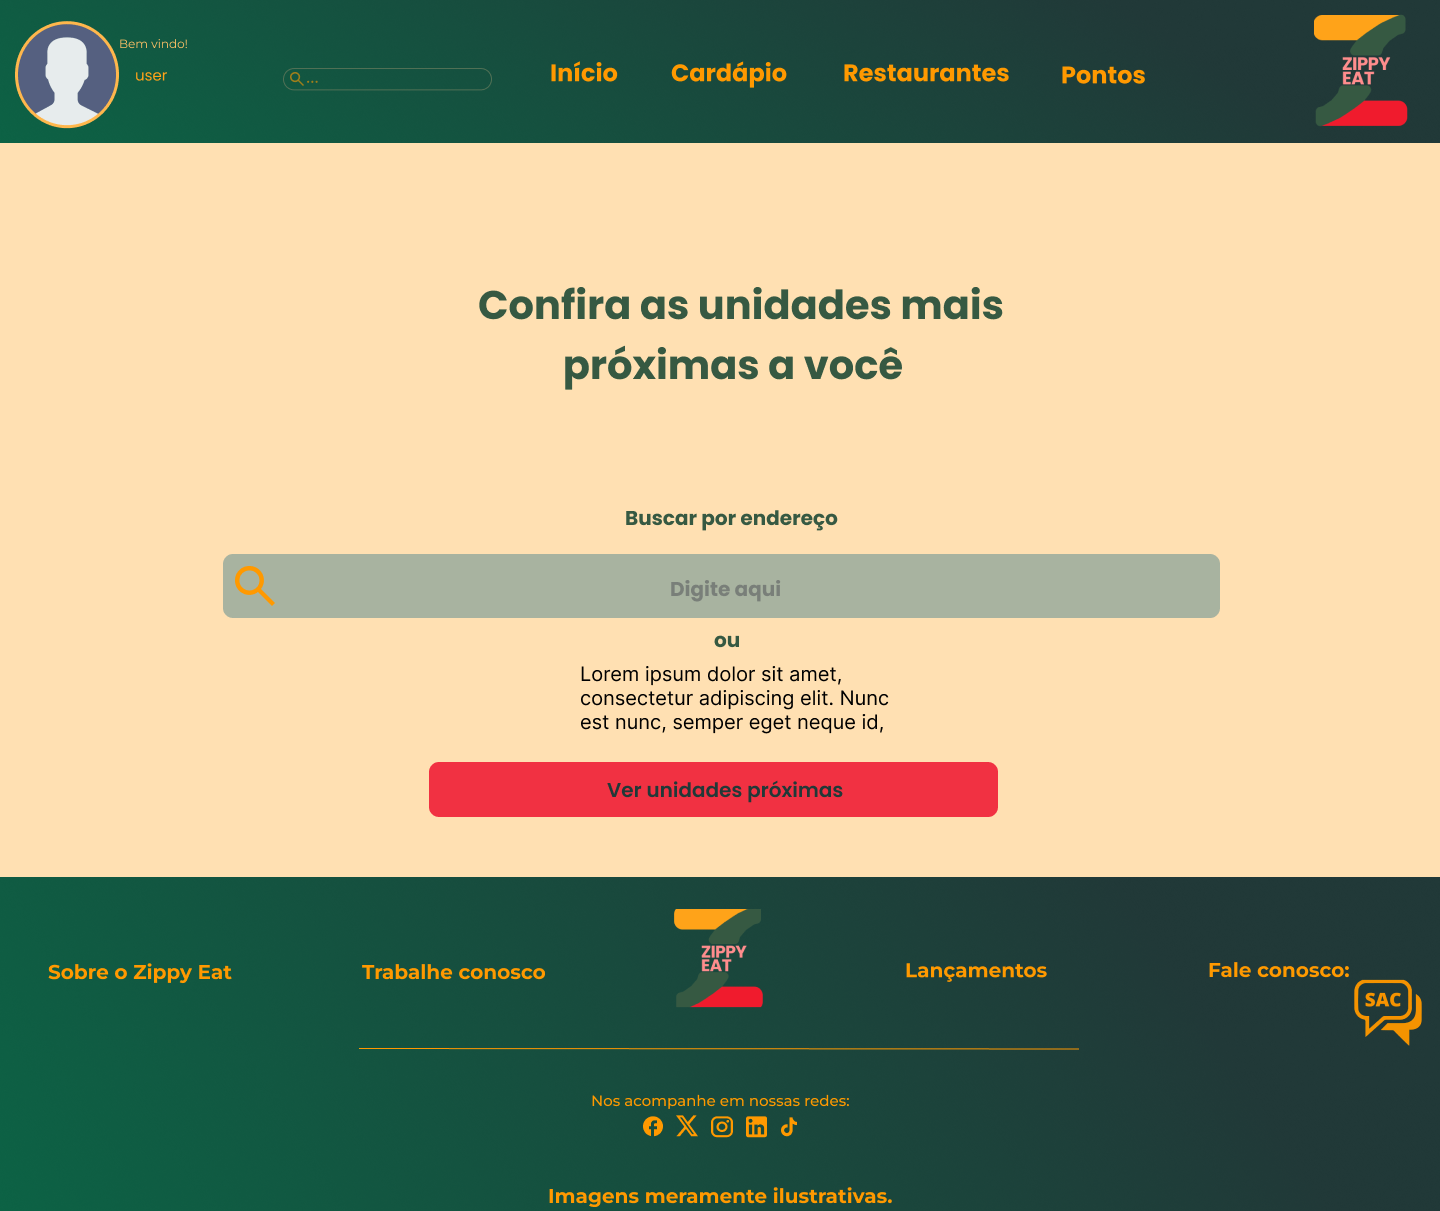 Bem vindo!
user
...
Início
Cardápio
Restaurantes
Pontos
ZIPPY
EAT
Confira as unidades mais
próximas a você
Buscar por endereço
Digite aqui
ou
Lorem ipsum dolor sit amet,
consectetur adipiscing elit. Nunc
est nunc, semper eget neque id,
Ver unidades próximas
Sobre o Zippy Eat
Trabalhe conosco
ZIPPY
EAT
Lançamentos
Fale conosco:
SAC
Nos acompanhe em nossas redes:
Imagens meramente ilustrativas.